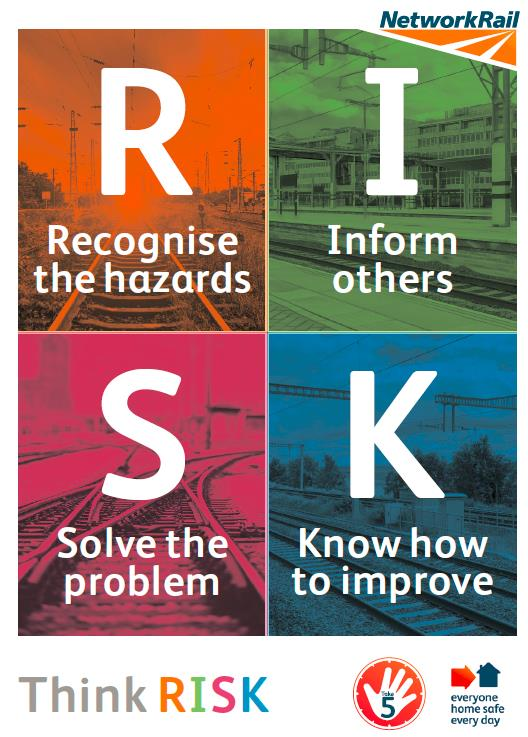 NetworkRail
R
Recognise
the hazards
I
Inform
others
S
Solve the
problem
K
Know how
to improve
Think RISK
Take
5
everyone
home safe
every day